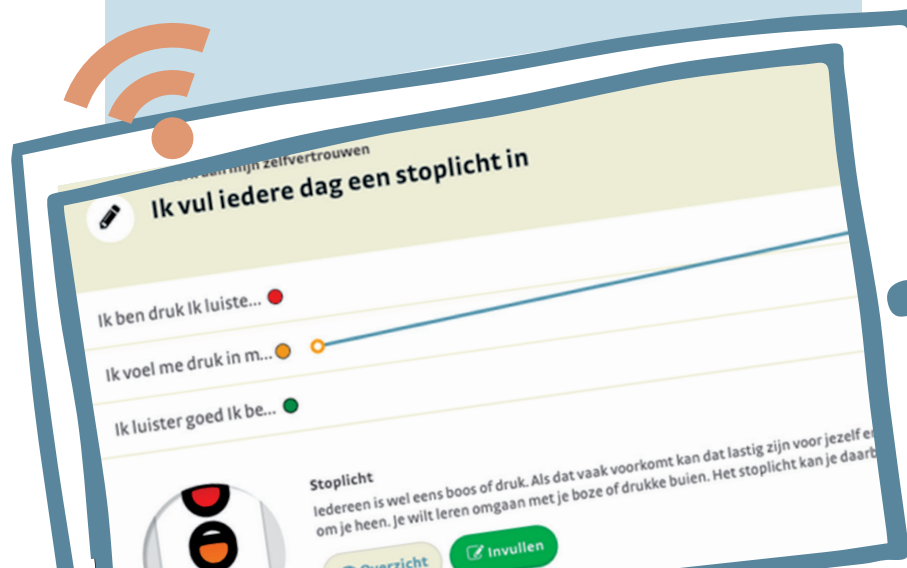 aan mijn zelfvertrouwen
Ik vul iedere dag een stoplicht in
Ik ben druk Ik luiste...
Ik voel me druk in m...
Ik luister goed Ik be...
Stoplicht
Iedereen is wel eens boos of druk. Als dat vaak voorkomt kan dat lastig zijn voor jezelf
om je heen. Je wilt leren omgaan met je boze of drukke buien. Het stoplicht kan je
Overzicht
Invullen